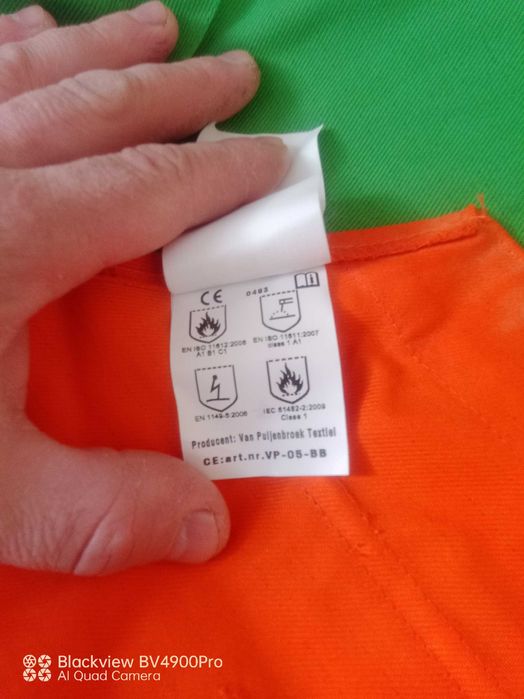 CE 0493
EN ISO 11612:2008
A1 B1 C1
EN ISO 11611:2007
class 1 A1
EN 1149-5:2008
IEC 61482-2:2009
Class 1
Producent: Van Puijenbroek Textiel
CE:art.nr.VP-05-BB
Blackview BV4900Pro
AI Quad Camera